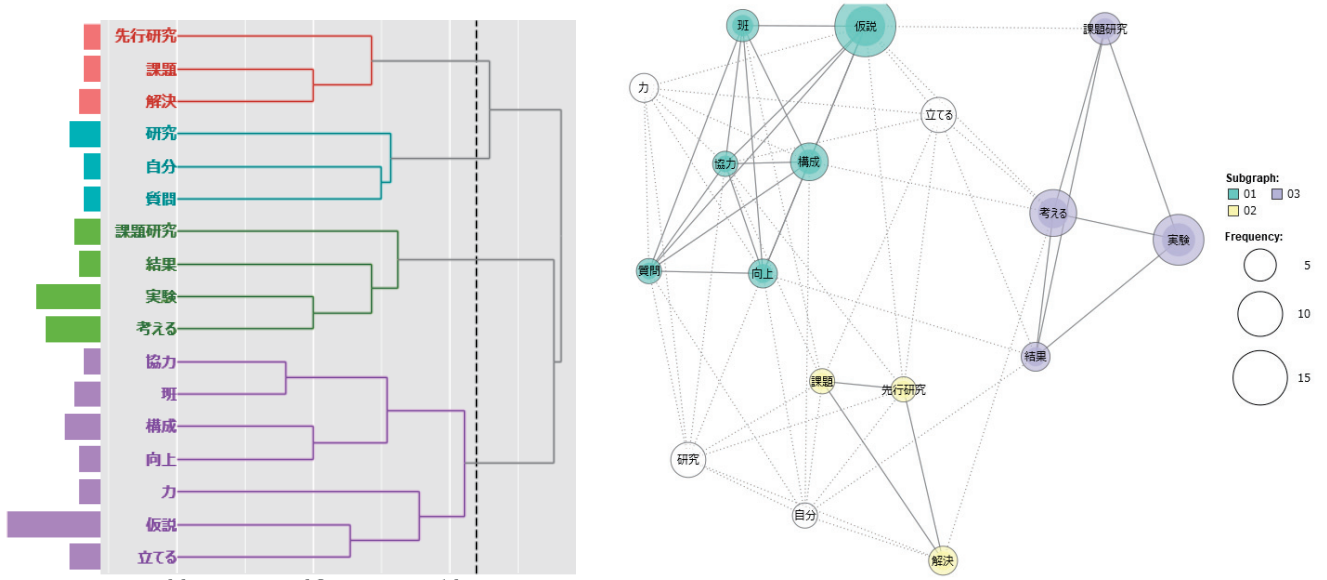 先行研究
課題
解決
研究
自分
質問
課題研究
結果
実験
考える
協力
班
構成
向上
力
仮説
立てる
班
仮説
課題研究
力
立てる
協力
構成
考える
実験
質問
向上
結果
課題
先行研究
研究
自分
解決
Subgraph:
01 03
02
Frequency:
5
10
15